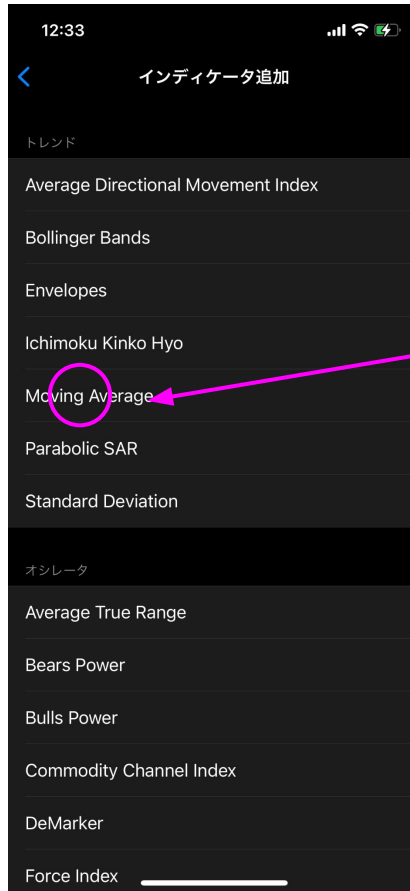 12:33
インディケータ追加
トレンド
Average Directional Movement Index
Bollinger Bands
Envelopes
Ichimoku Kinko Hyo
Moving Average
Parabolic SAR
Standard Deviation
オシレータ
Average True Range
Bears Power
Bulls Power
Commodity Channel Index
DeMarker
Force Index